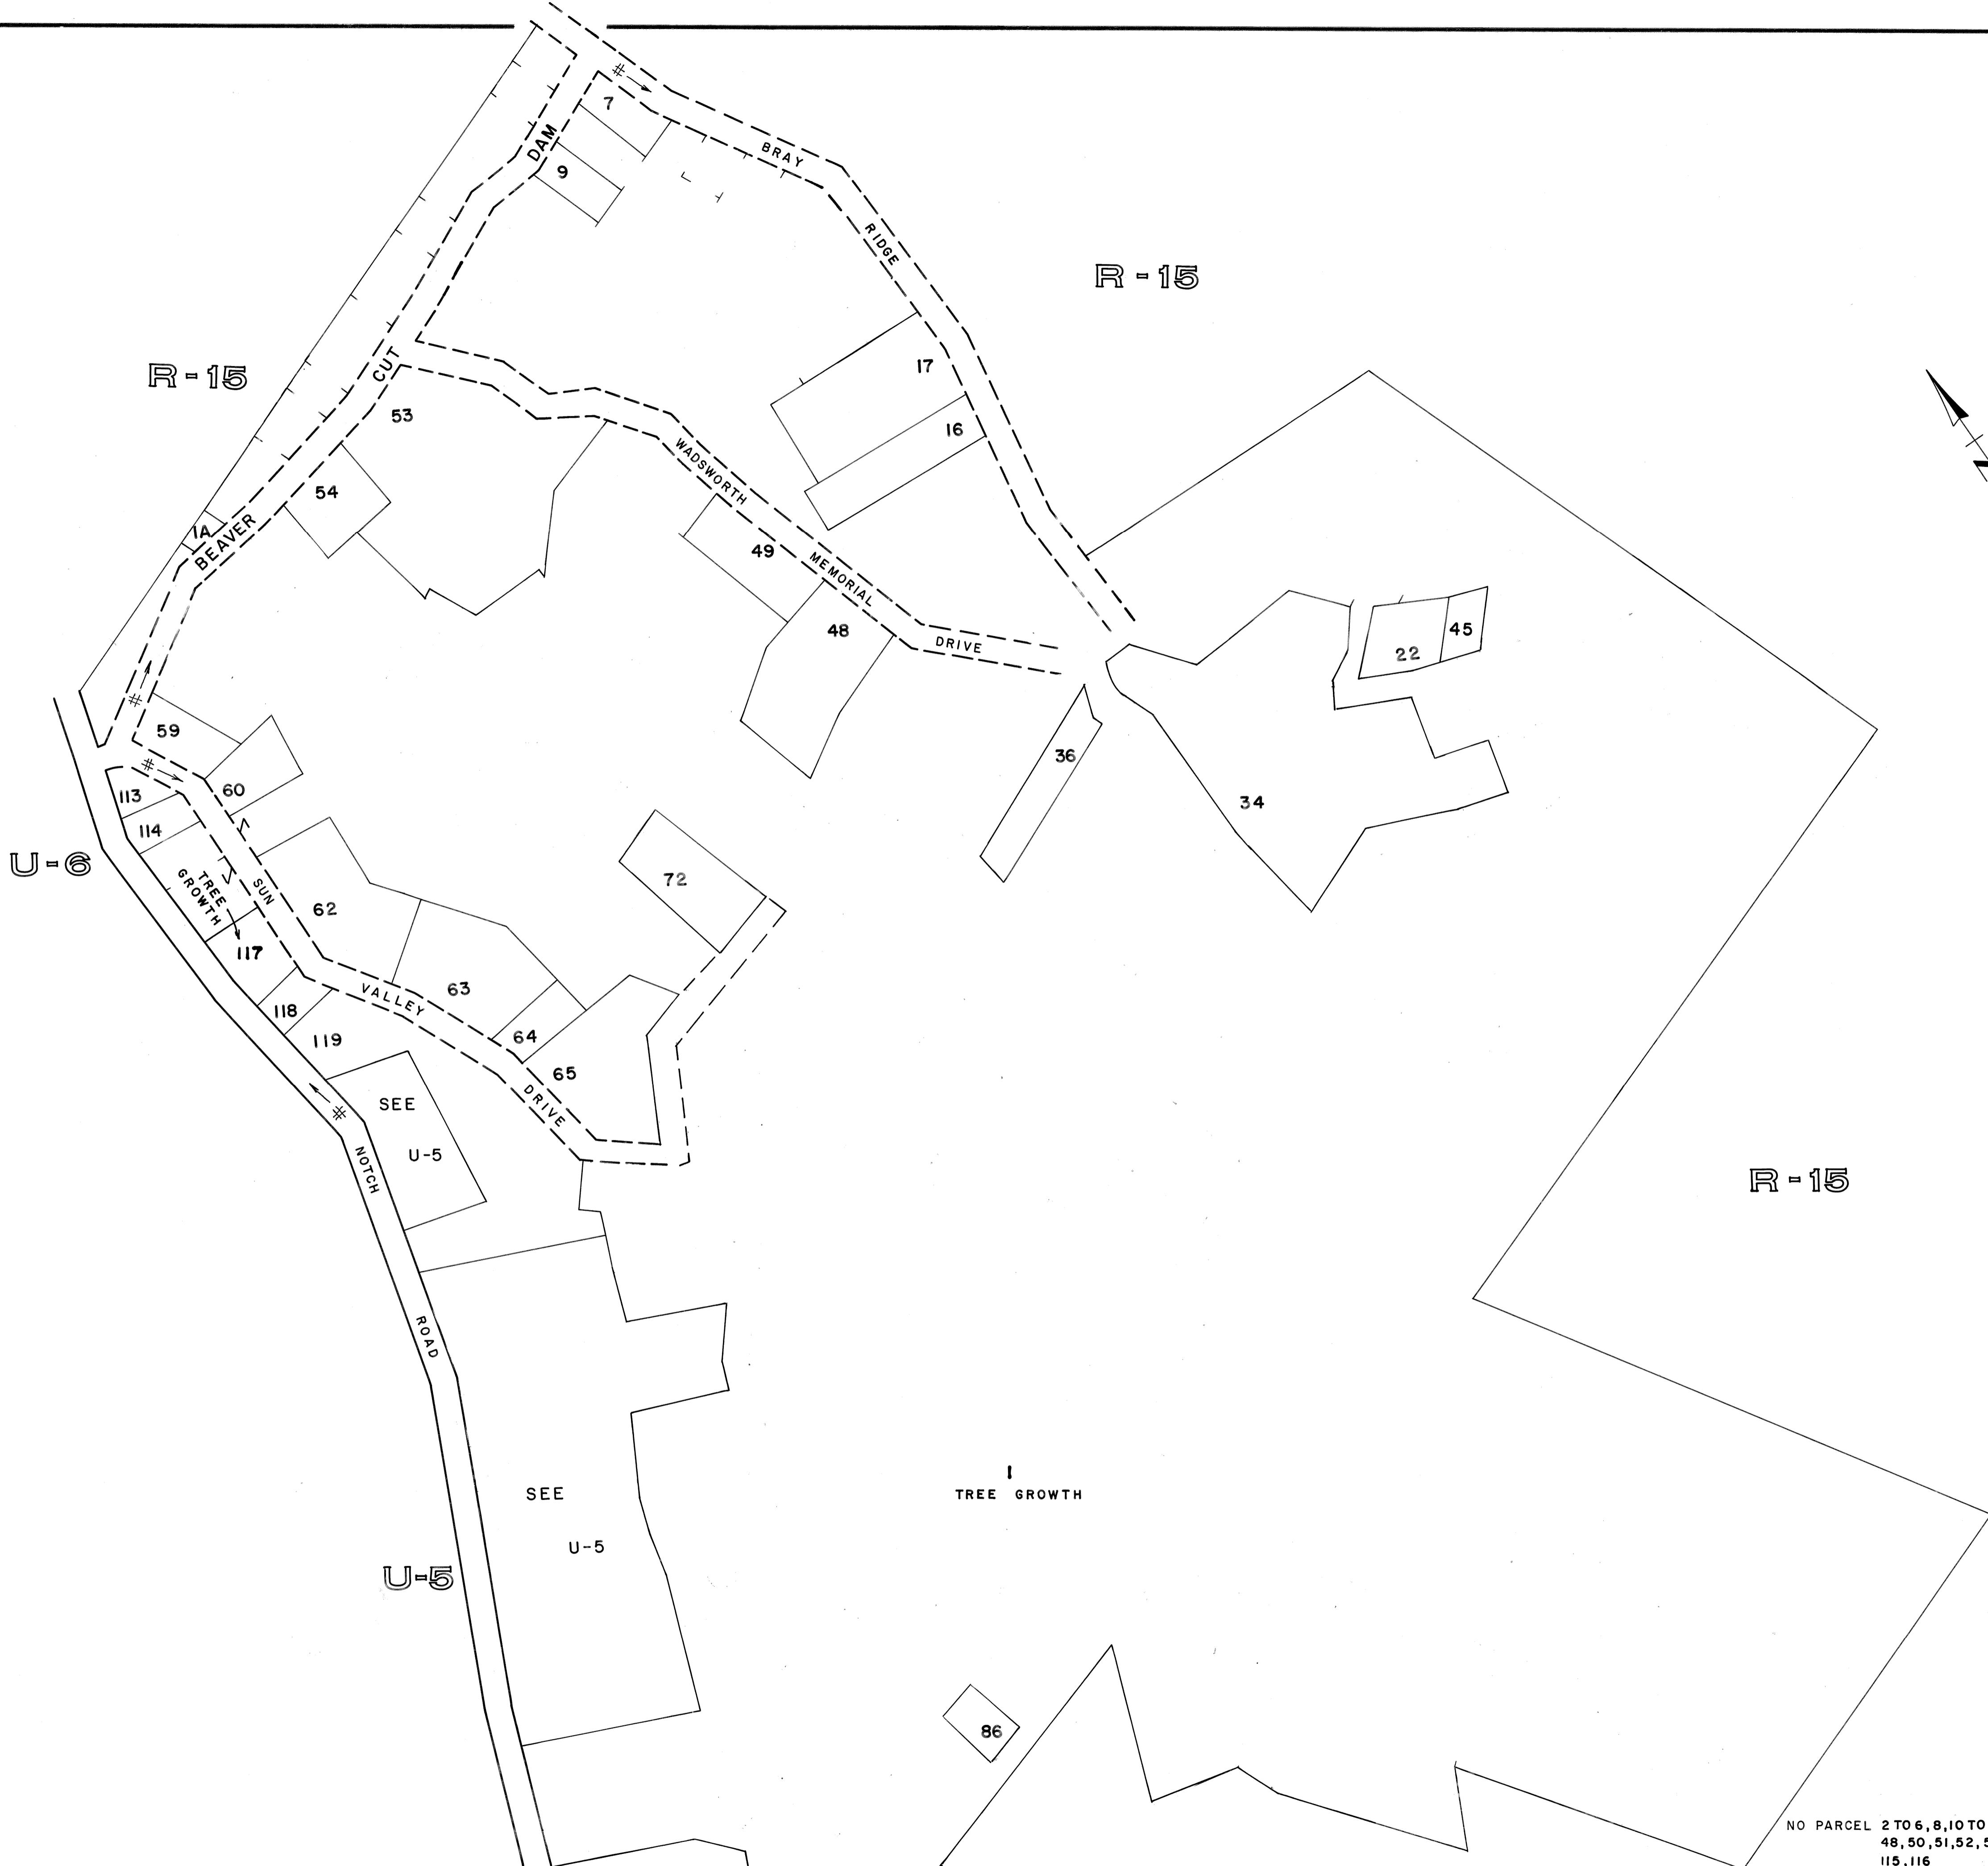 7
DAM
9
BRAY
RIDGE
R-15
R-15
CUT
17
16
53
54
WADSWORTH
1A
BEAVER
49
MEMORIAL
48
DRIVE
45
22
59
36
60
113
34
114
U-6
TREE
GROWTH
SUN
72
62
117
63
VALLEY
118
64
119
65
DRIVE
SEE
U-5
NOTCH
R-15
ROAD
1
TREE GROWTH
SEE
U-5
U-5
86
NO PARCEL 2 TO 6, 8, 10 TO
48, 50, 51, 52,
115, 116